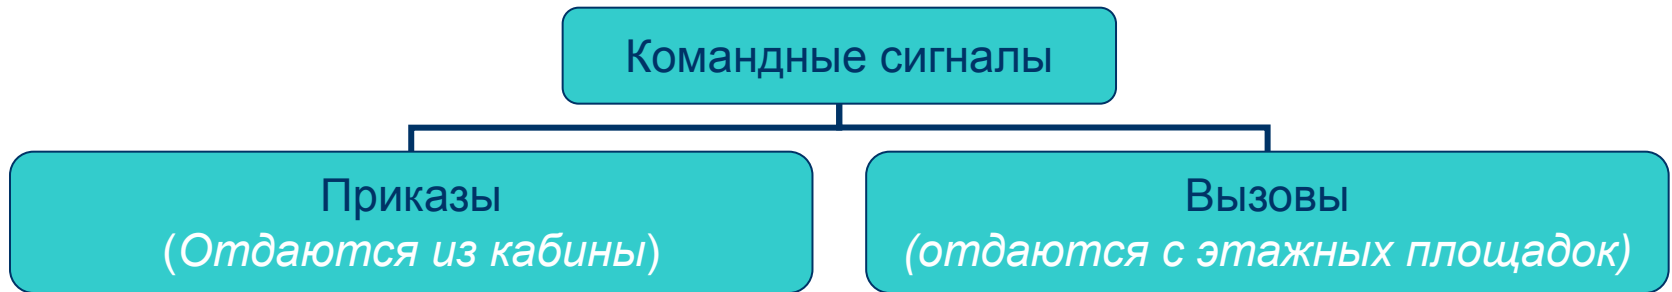 Командные сигналы
Приказы
(Отдаются из кабины)
Вызовы
(отдаются с этажных площадок)